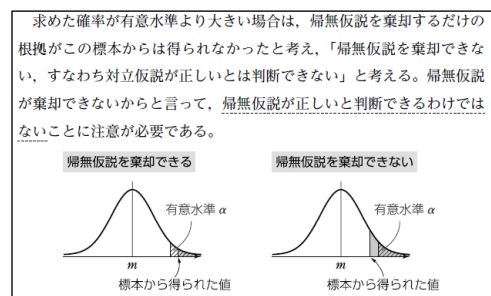 求めた確率が有意水準より大きい場合は，帰無仮説を棄却するだけの
根拠がこの標本からは得られなかったと考え，「帰無仮説を棄却できな
い，すなわち対立仮説が正しいとは判断できない」と考える。帰無仮説
が棄却できないからと言って，帰無仮説が正しいと判断できるわけでは
ないことに注意が必要である。
帰無仮説を棄却できる
帰無仮説を棄却できない
有意水準 α
有意水準 α
m
m
標本から得られた値
標本から得られた値